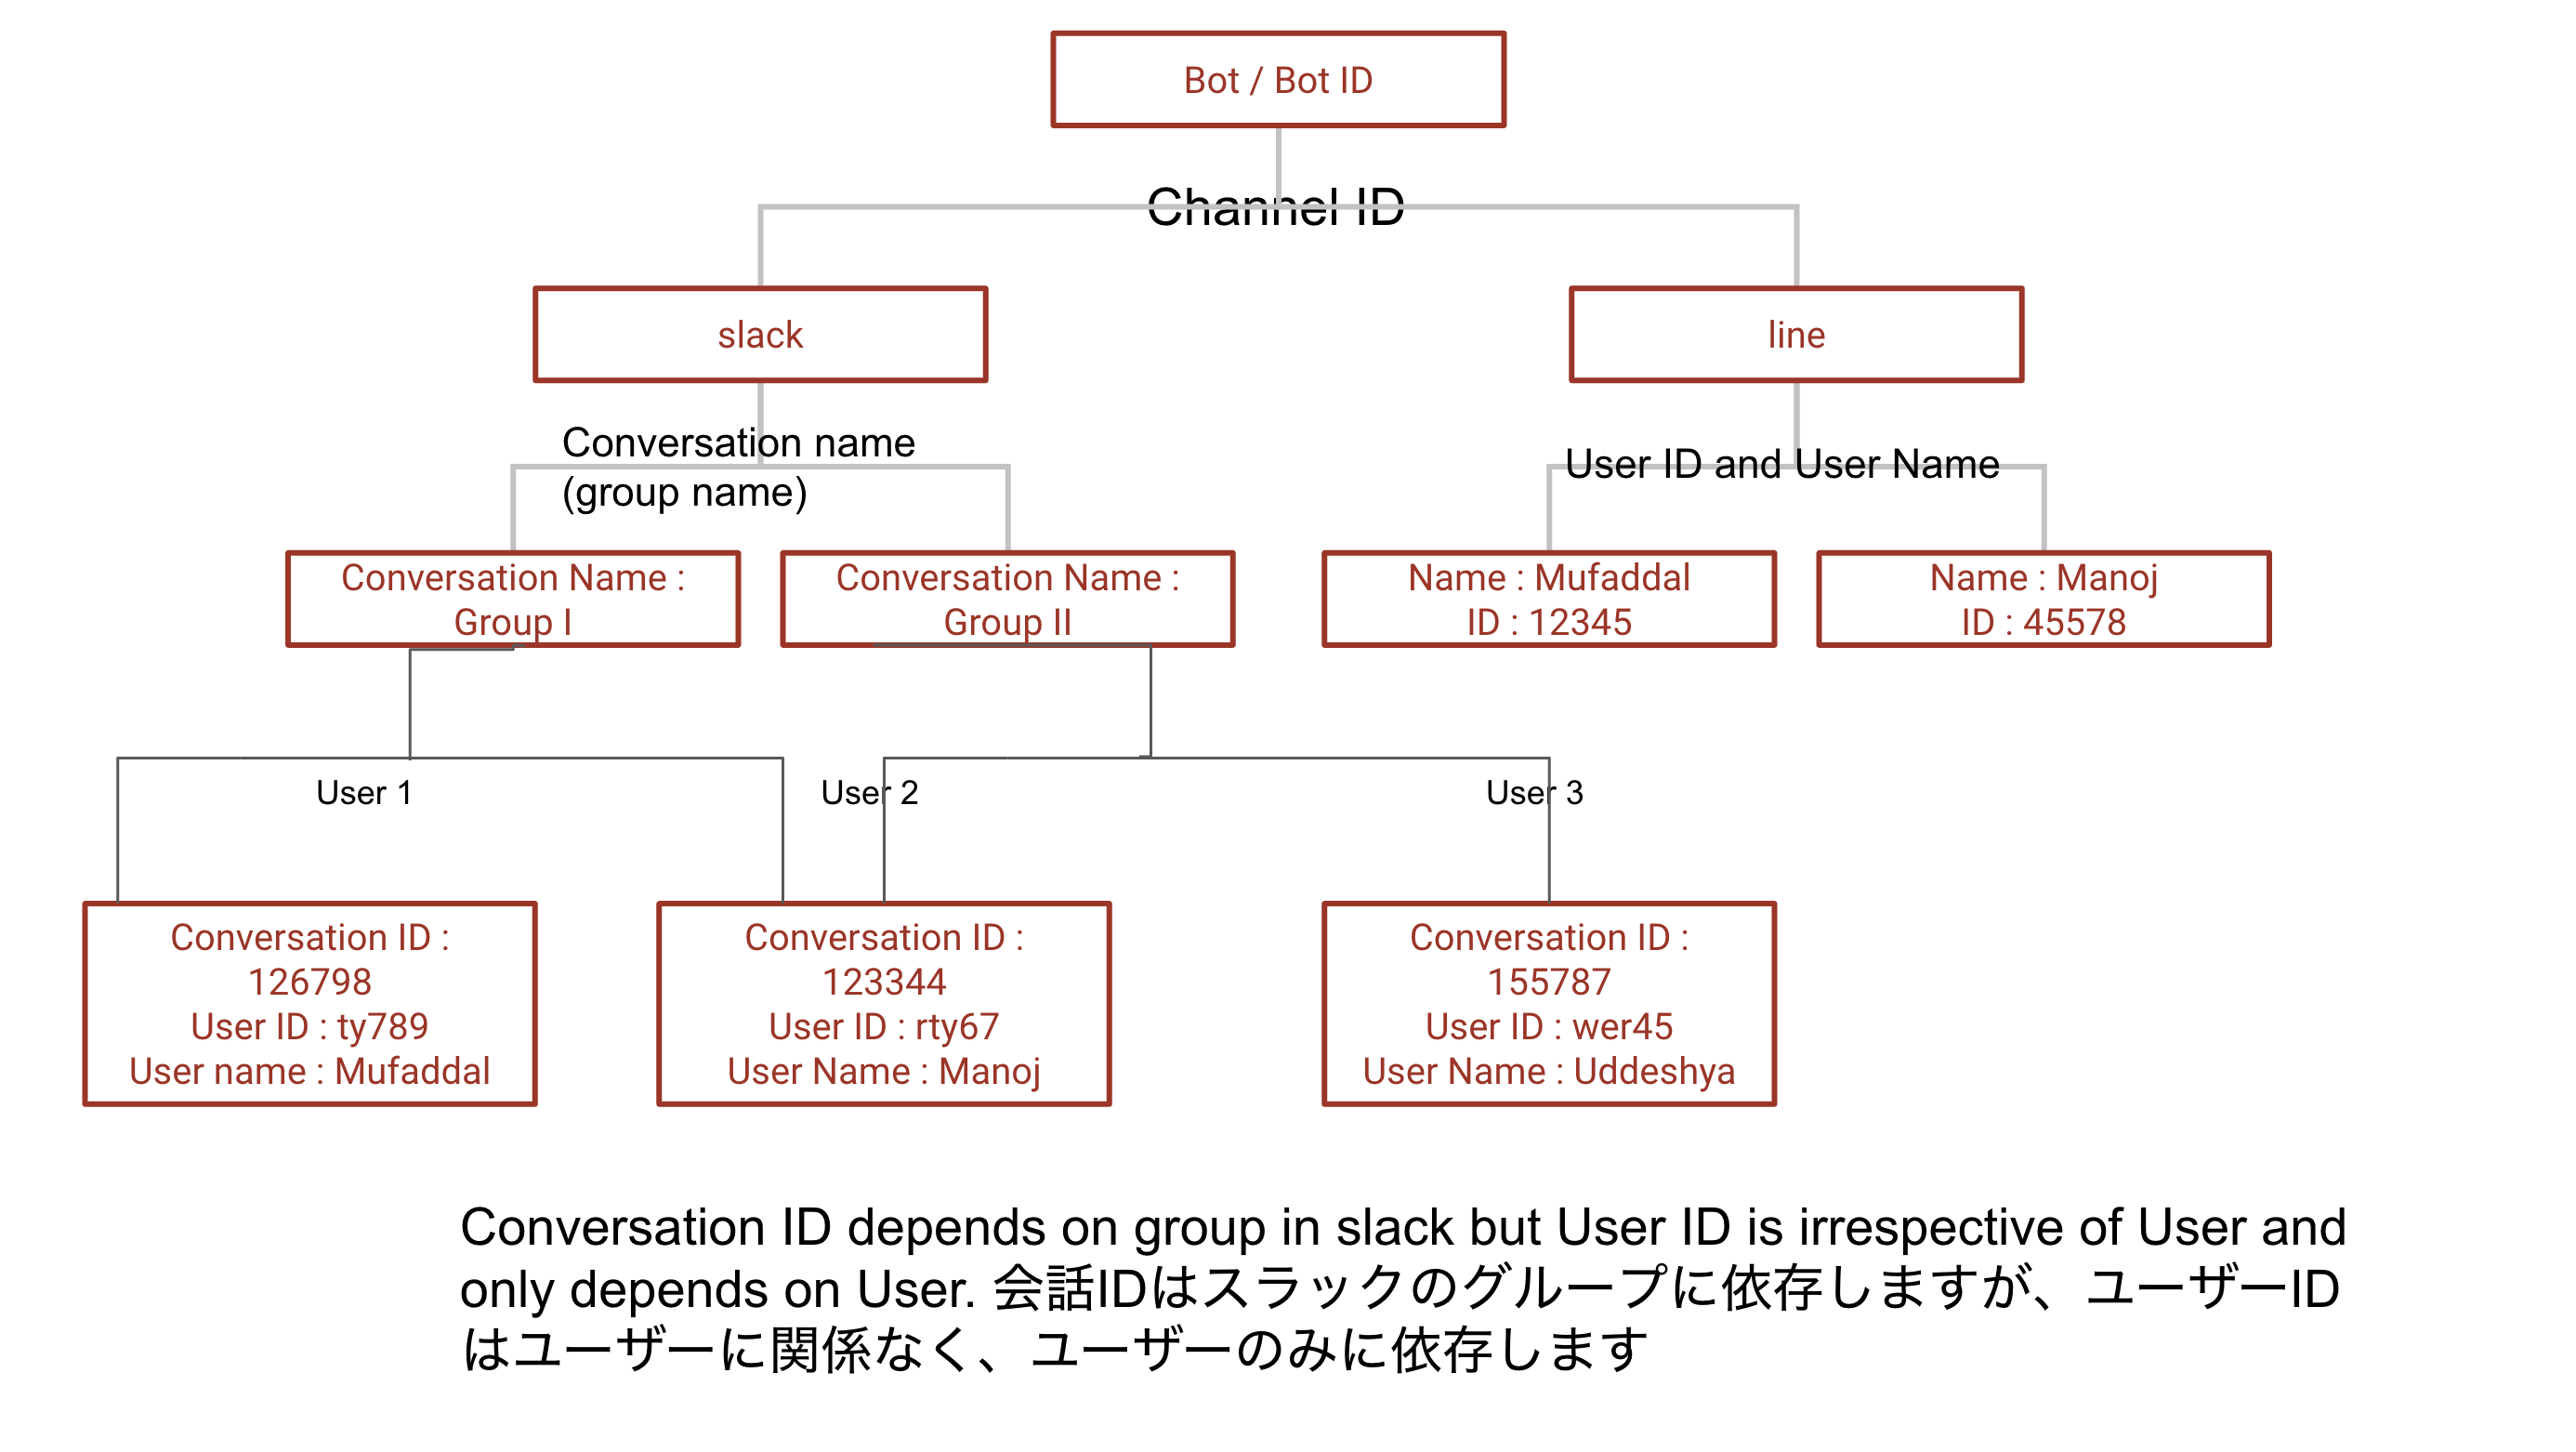 Bot / Bot ID
Channel ID
slack
line
Conversation name
(group name)
User ID and User Name
Conversation Name :
Group I
Conversation Name :
Group II
Name : Mufaddal
ID : 12345
Name : Manoj
ID : 45578
User 1
User 2
User 3
Conversation ID :
126798
User ID : ty789
User name : Mufaddal
Conversation ID :
123344
User ID : rty67
User Name : Manoj
Conversation ID :
155787
User ID : wer45
User Name : Uddeshya
Conversation ID depends on group in slack but User ID is irrespective of User and
only depends on User. 会話IDはスラックのグループに依存しますが、ユーザーID
はユーザーに関係なく、ユーザーのみに依存します